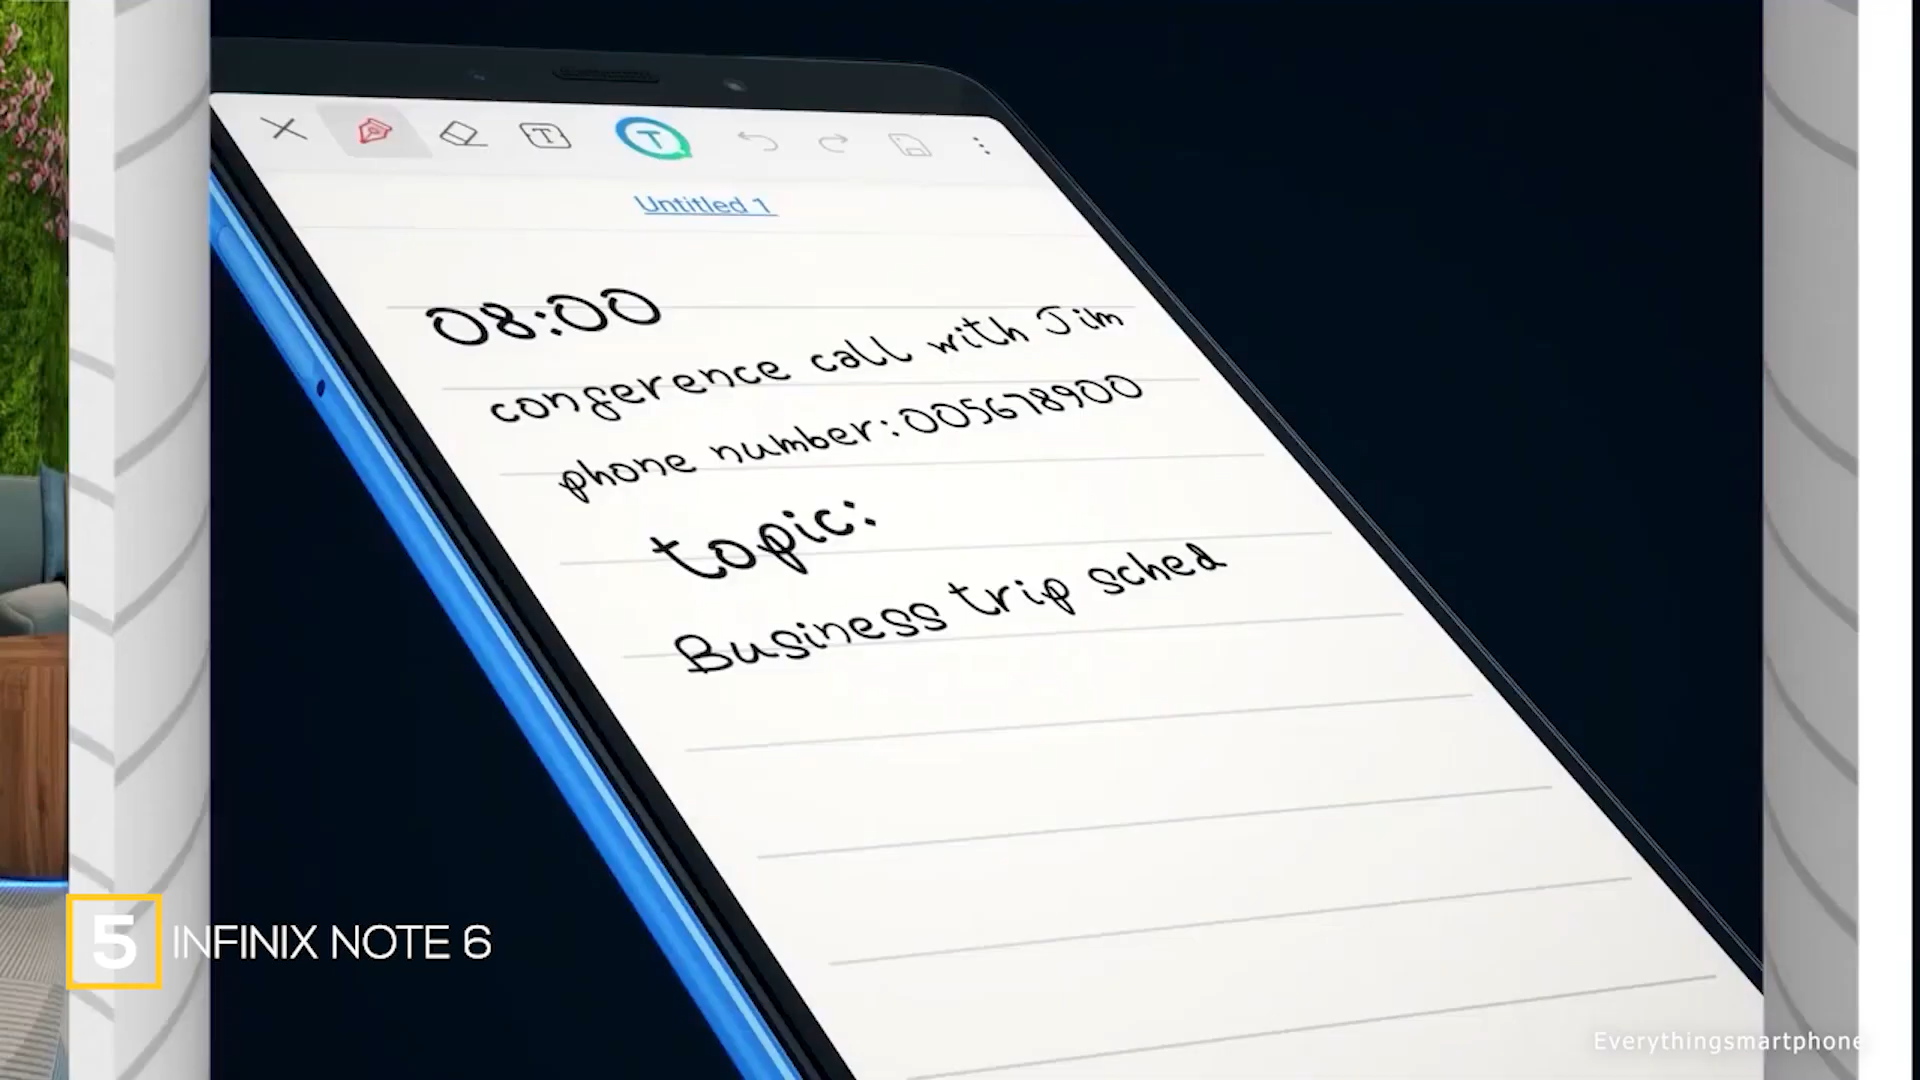 T
T
Untitled 1
08:00
conference call with Jim
phone number: 005678900
topic:
Business trip sched
5 INFINIX NOTE 6
Everythingsmartphone